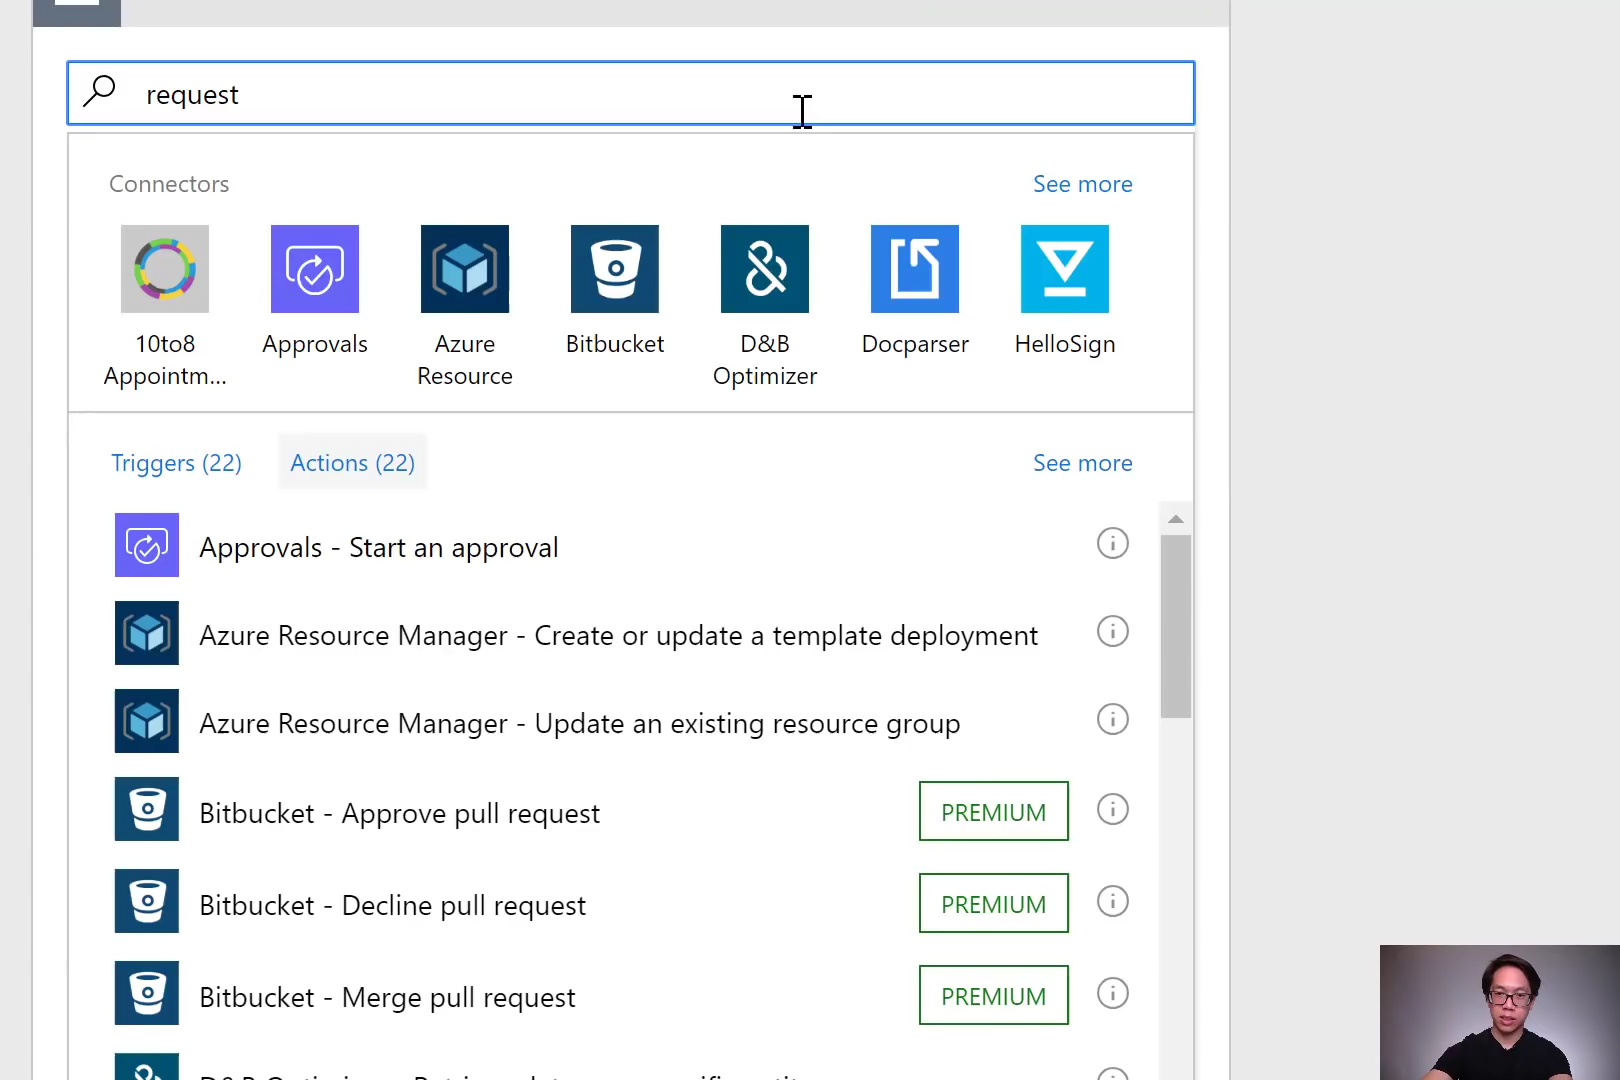 request
Connectors
See more
10to8
Appointm...
Approvals
Azure
Resource
Bitbucket
D&B
Optimizer
Docparser
HelloSign
Triggers (22)
Actions (22)
See more
Approvals - Start an approval
Azure Resource Manager - Create or update a template deployment
Azure Resource Manager - Update an existing resource group
Bitbucket - Approve pull request
PREMIUM
Bitbucket - Decline pull request
PREMIUM
Bitbucket - Merge pull request
PREMIUM